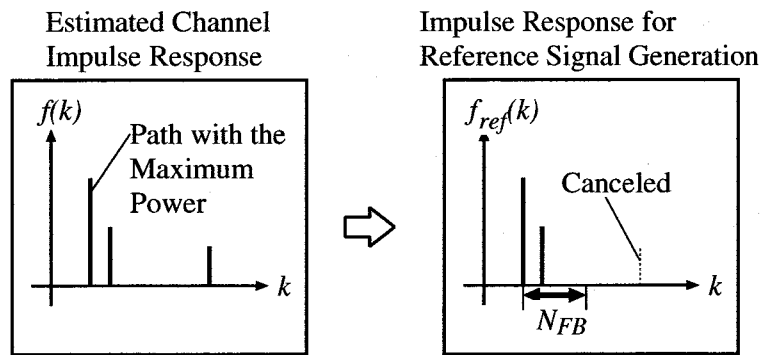 Estimated Channel
Impulse Response
f(k)
Path with the
Maximum
Power
k
Impulse Response for
Reference Signal Generation
f_ref(k)
Canceled
k
N_FB